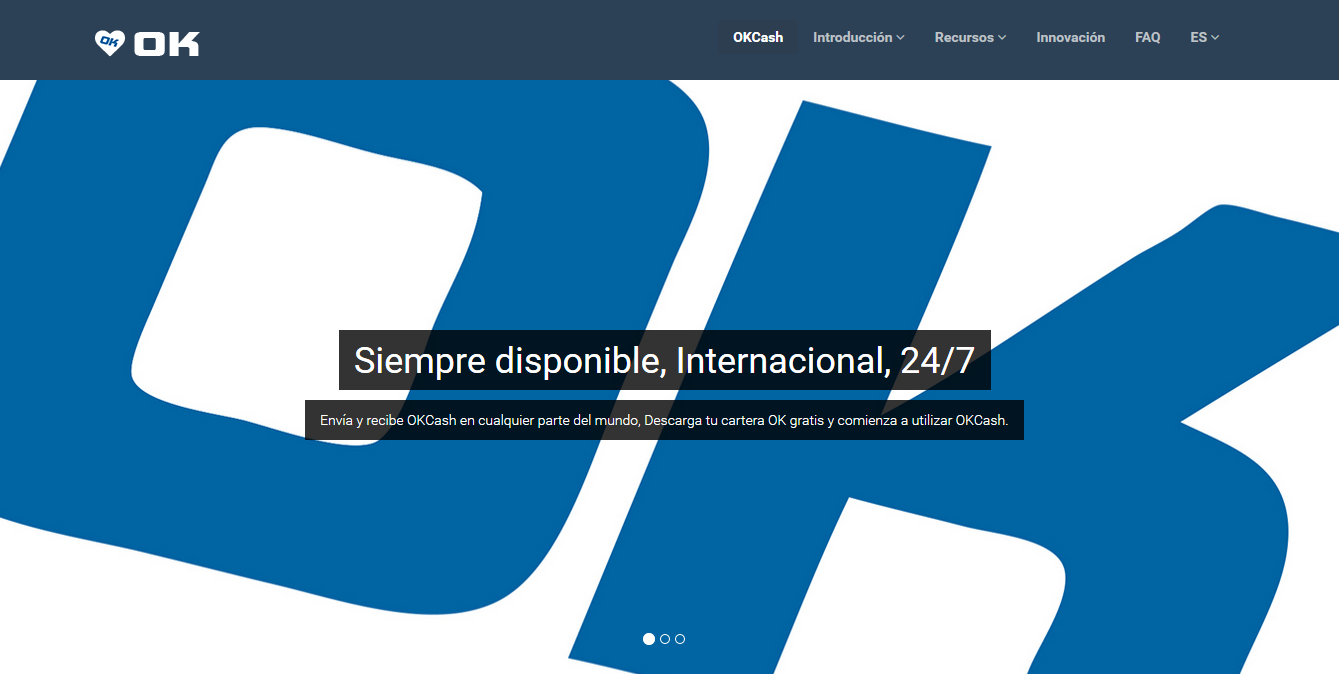 OK OK
OKCash Introducción Recursos Innovación FAQ ES
OK
Siempre disponible, Internacional, 24/7
Envía y recibe OKCash en cualquier parte del mundo, Descarga tu cartera OK gratis y comienza a utilizar OKCash.